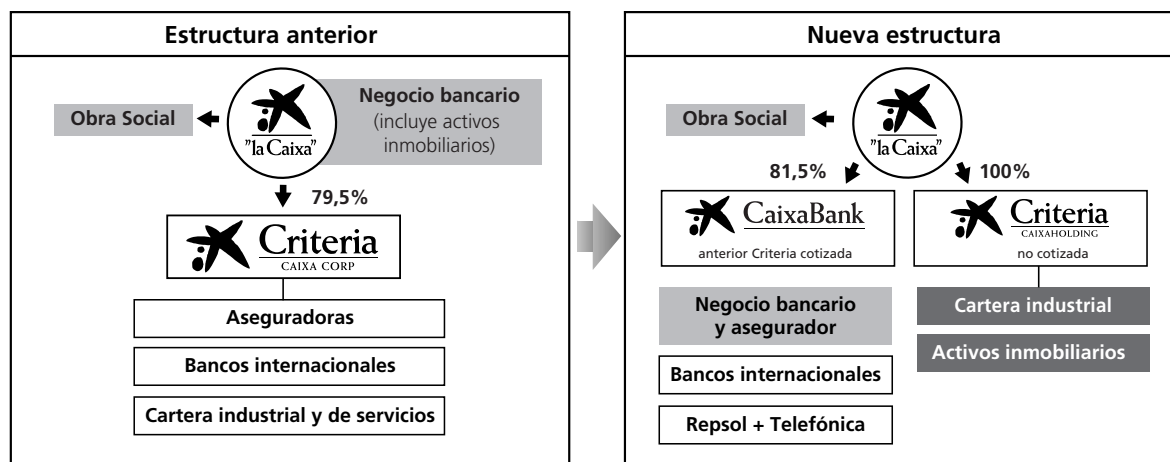 Estructura anterior
Obra Social
"la Caixa"
Negocio bancario
(incluye activos
inmobiliarios)
79,5%
Criteria
CAIXA CORP
Aseguradoras
Bancos internacionales
Cartera industrial y de servicios
Nueva estructura
Obra Social
"la Caixa"
81,5%
100%
CaixaBank
anterior Criteria cotizada
Criteria
CAIXAHOLDING
no cotizada
Negocio bancario
y asegurador
Bancos internacionales
Repsol + Telefónica
Cartera industrial
Activos inmobiliarios